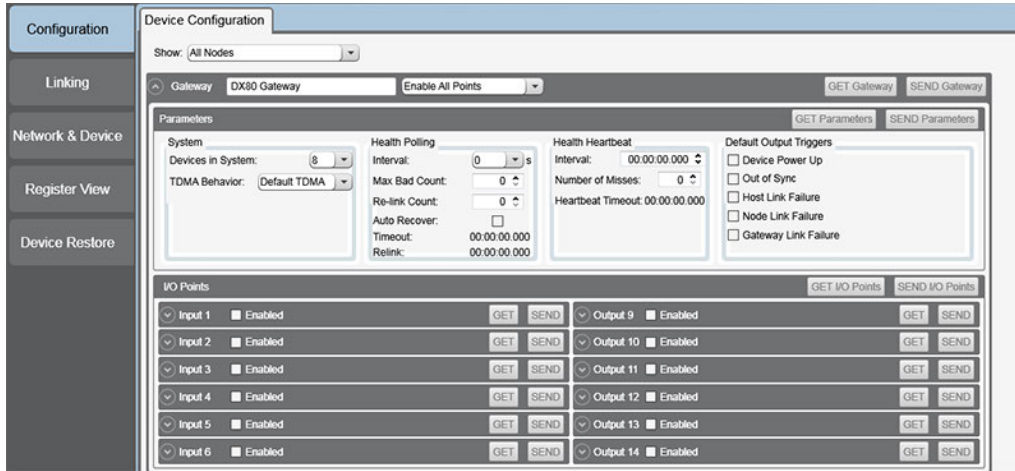 Configuration
Linking
Network & Device
Register View
Device Restore
Device Configuration
Show: All Nodes
Gateway DX80 Gateway Enable All Points GET Gateway SEND Gateway
Parameters GET Parameters SEND Parameters
System
Devices in System: 8
TDMA Behavior: Default TDMA
Health Polling
Interval: 0 s
Max Bad Count: 0
Re-link Count: 0
Auto Recover:
Timeout: 00:00:00.000
Relink: 00:00:00.000
Health Heartbeat
Interval: 00:00:00.000
Number of Misses: 0
Heartbeat Timeout: 00:00:00.000
Default Output Triggers
Device Power Up
Out of Sync
Host Link Failure
Node Link Failure
Gateway Link Failure
I/O Points GET I/O Points SEND I/O Points
Input 1 Enabled GET SEND Output 9 Enabled GET SEND
Input 2 Enabled GET SEND Output 10 Enabled GET SEND
Input 3 Enabled GET SEND Output 11 Enabled GET SEND
Input 4 Enabled GET SEND Output 12 Enabled GET SEND
Input 5 Enabled GET SEND Output 13 Enabled GET SEND
Input 6 Enabled GET SEND Output 14 Enabled GET SEND